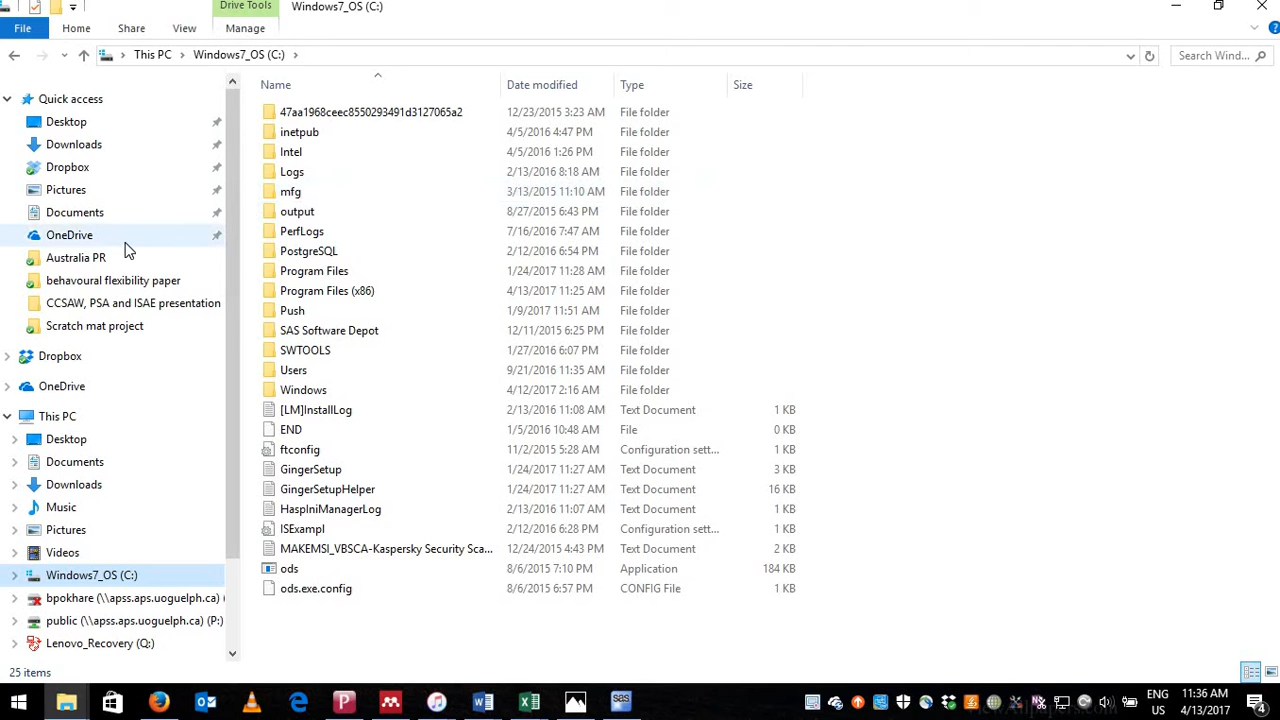 Drive Tools Windows7_OS (C:)
File Home Share View Manage
This PC Windows7_OS (C:) Search Wind...
Name Date modified Type Size
Quick access
Desktop
Downloads
Dropbox
Pictures
Documents
OneDrive
Australia PR
behavoural flexibility paper
CCSAW, PSA and ISAE presentation
Scratch mat project
Dropbox
OneDrive
This PC
Desktop
Documents
Downloads
Music
Pictures
Videos
Windows7_OS (C:)
bpokhare (\\apss.aps.uoguelph.ca) (
public (\\apss.aps.uoguelph.ca) (P:)
Lenovo_Recovery (Q:)
47aa1968ceec8550293491d3127065a2 12/23/2015 3:23 AM File folder
inetpub 4/5/2016 4:47 PM File folder
Intel 4/5/2016 1:26 PM File folder
Logs 2/13/2016 8:18 AM File folder
mfg 3/13/2015 11:10 AM File folder
output 8/27/2015 6:43 PM File folder
PerfLogs 7/16/2016 7:47 AM File folder
PostgreSQL 2/12/2016 6:54 PM File folder
Program Files 1/24/2017 11:28 AM File folder
Program Files (x86) 4/13/2017 11:25 AM File folder
Push 1/9/2017 11:51 AM File folder
SAS Software Depot 12/11/2015 6:25 PM File folder
SWTOOLS 1/27/2016 6:07 PM File folder
Users 9/21/2016 11:35 AM File folder
Windows 4/12/2017 2:16 AM File folder
[LM]InstallLog 2/13/2016 11:08 AM Text Document 1 KB
END 1/5/2016 10:48 AM File 0 KB
ftconfig 11/2/2015 5:28 AM Configuration sett... 1 KB
GingerSetup 1/24/2017 11:27 AM Text Document 3 KB
GingerSetupHelper 1/24/2017 11:27 AM Text Document 16 KB
HaspIniManagerLog 2/13/2016 11:07 AM Text Document 1 KB
ISExampl 2/12/2016 6:28 PM Configuration sett... 1 KB
MAKEMSI_VBSCA-Kaspersky Security Sca... 12/24/2015 4:43 PM Text Document 2 KB
ods 8/6/2015 7:10 PM Application 184 KB
ods.exe.config 8/6/2015 6:57 PM CONFIG File 1 KB
25 items
ENG 11:36 AM
US 4/13/2017